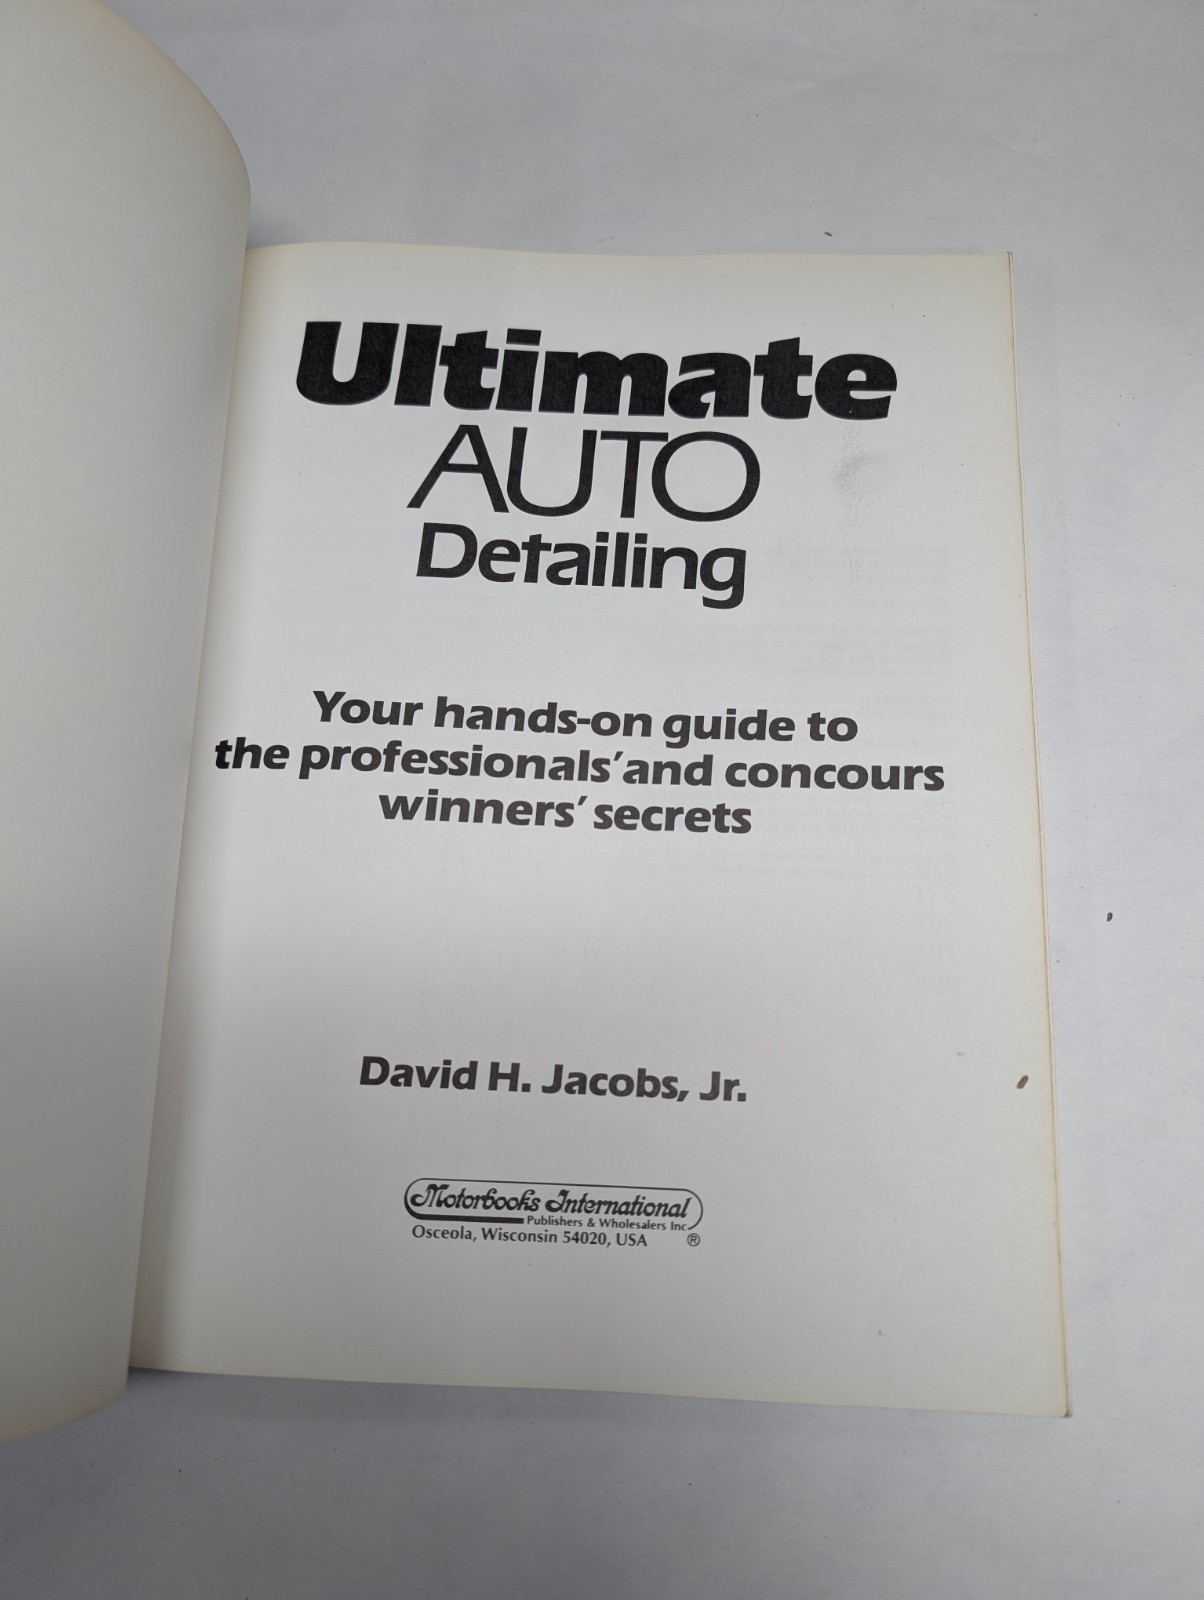 Ultimate
AUTO
Detailing
Your hands-on guide to
the professionals' and concours
winners' secrets
David H. Jacobs, Jr.
Motorbooks International
Publishers & Wholesalers Inc
Osceola, Wisconsin 54020, USA ®